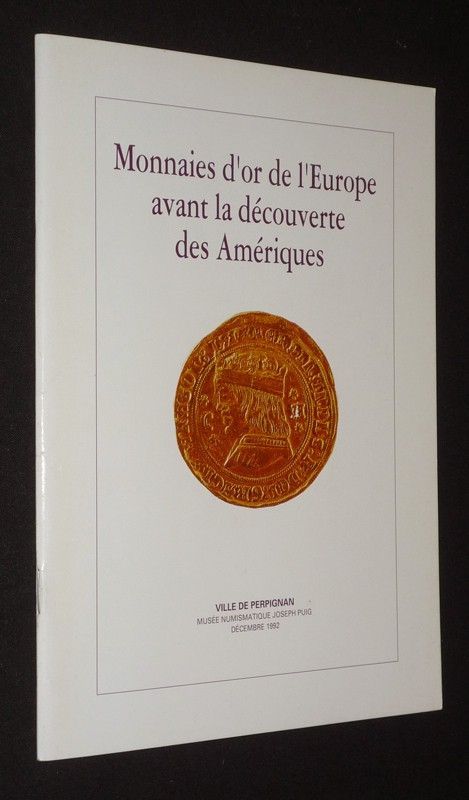 Monnaies d'or de l'Europe
avant la découverte
des Amériques
VILLE DE PERPIGNAN
MUSÉE NUMISMATIQUE JOSEPH PUIG
DÉCEMBRE 1992